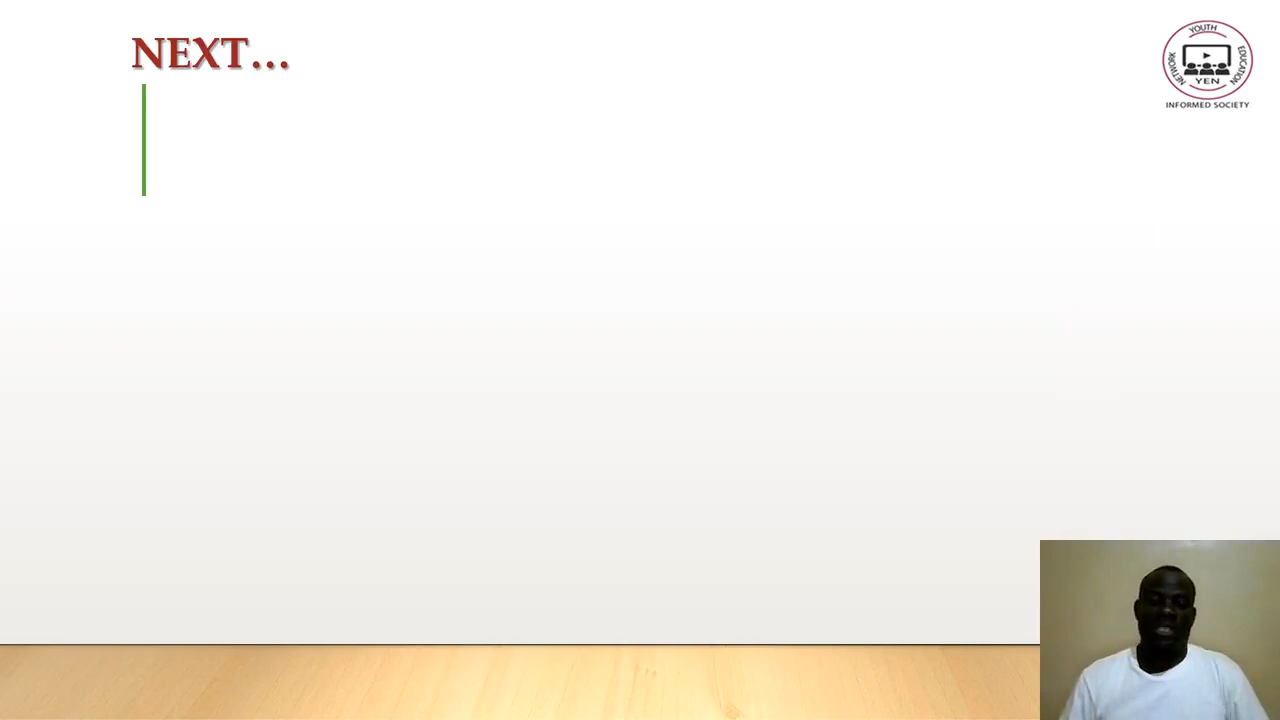 NEXT...
YOUTH
EDUCATION
NETWORK
YEN
INFORMED SOCIETY